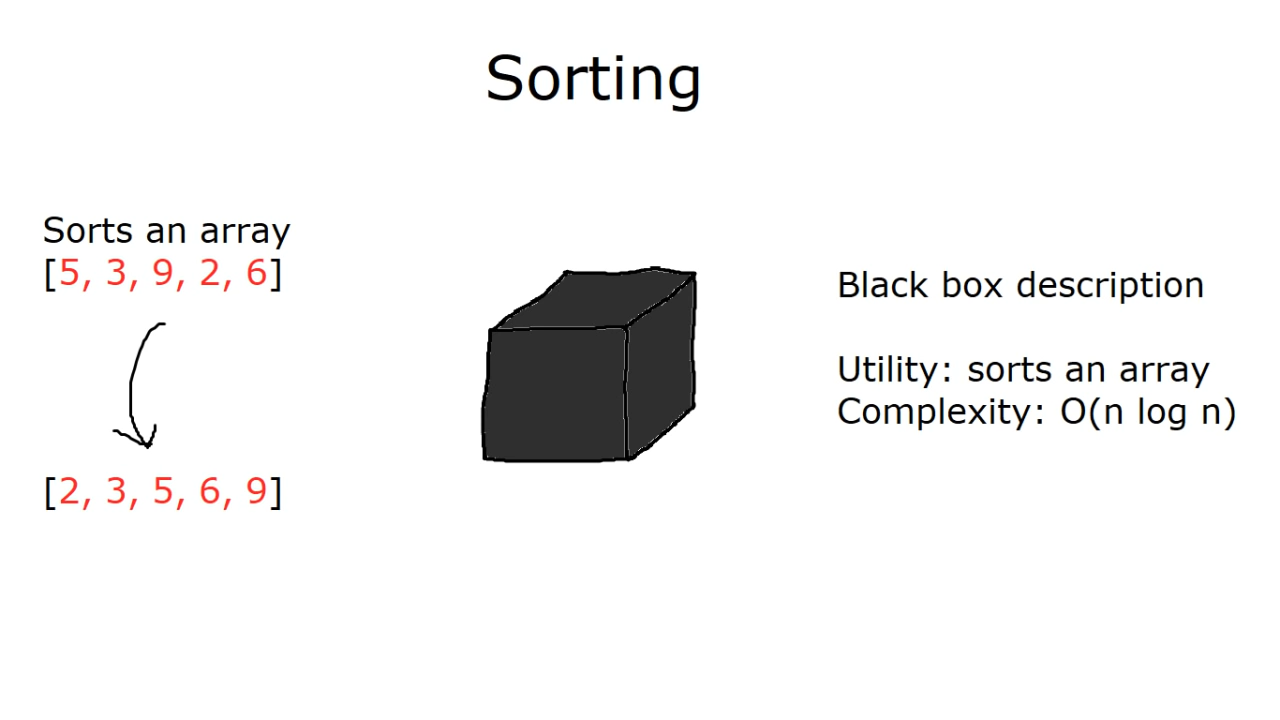 Sorting
Sorts an array
[5, 3, 9, 2, 6]
[2, 3, 5, 6, 9]
Black box description
Utility: sorts an array
Complexity: O(n log n)